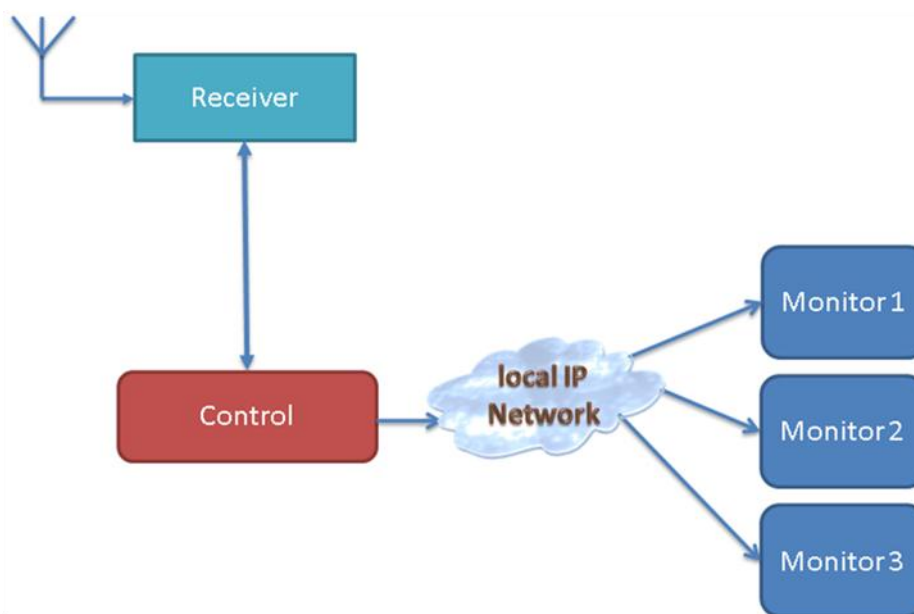 Receiver
Monitor 1
local IP
Network
Control
Monitor 2
Monitor 3